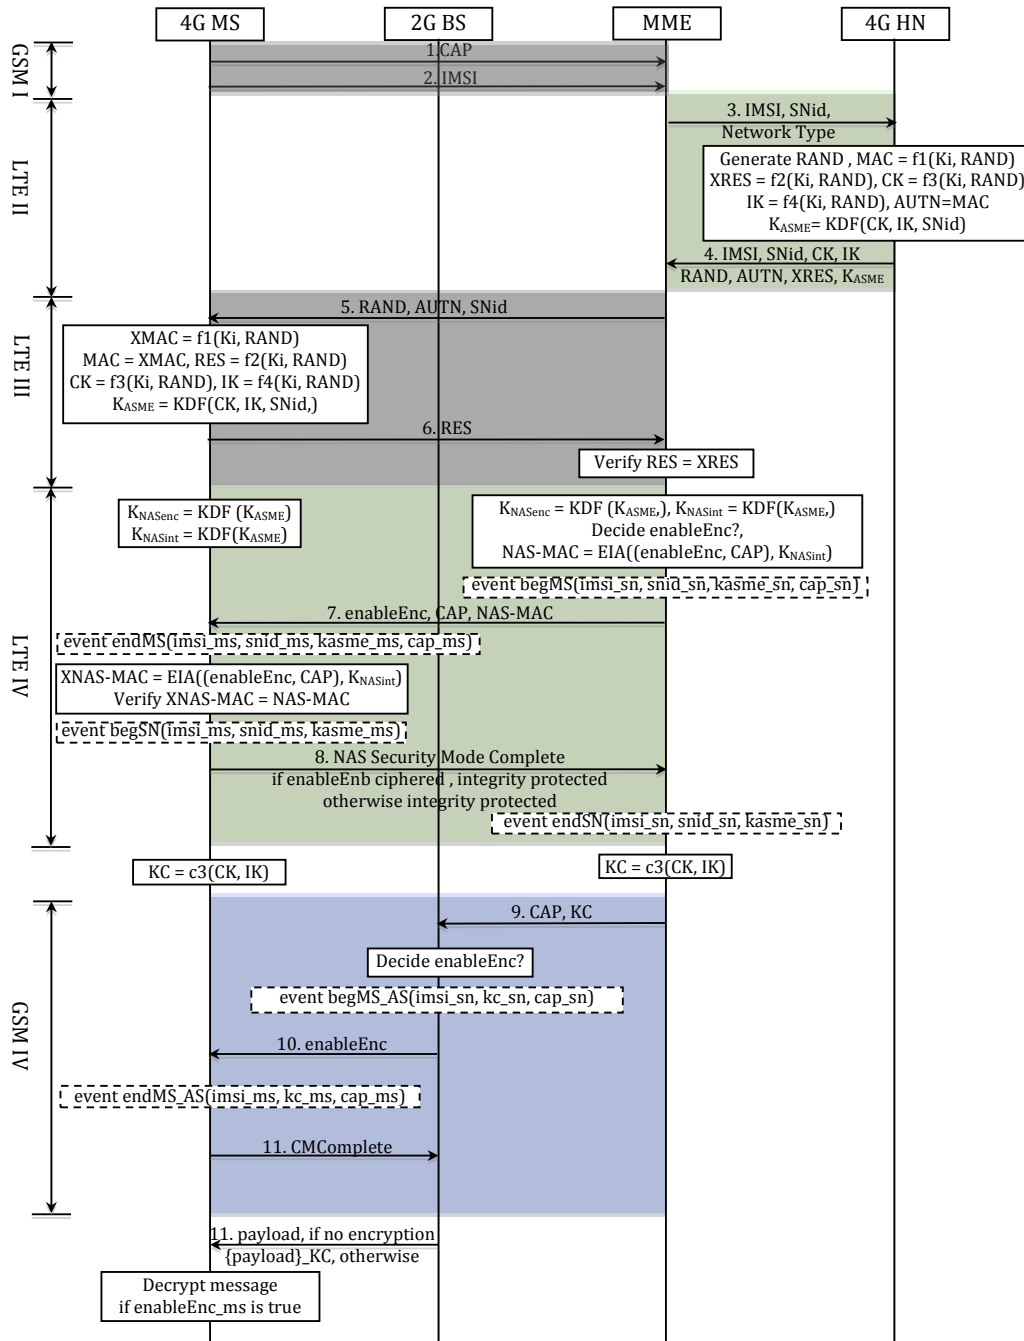 4G MS
2G BS
MME
4G HN
GSM I
1.CAP
2. IMSI
LTE II
3. IMSI, SNid,
Network Type
Generate RAND , MAC = f1(Ki, RAND)
XRES = f2(Ki, RAND), CK = f3(Ki, RAND)
IK = f4(Ki, RAND), AUTN=MAC
KASME= KDF(CK, IK, SNid)
4. IMSI, SNid, CK, IK
RAND, AUTN, XRES, KASME
LTE III
5. RAND, AUTN, SNid
XMAC = f1(Ki, RAND)
MAC = XMAC, RES = f2(Ki, RAND)
CK = f3(Ki, RAND), IK = f4(Ki, RAND)
KASME = KDF(CK, IK, SNid,)
6. RES
Verify RES = XRES
LTE IV
KNASenc = KDF (KASME)
KNASint = KDF(KASME)
KNASenc = KDF (KASME,), KNASint = KDF(KASME,)
Decide enableEnc?,
NAS-MAC = EIA((enableEnc, CAP), KNASint)
event begMS(imsi_sn, snid_sn, kasme_sn, cap_sn)
7. enableEnc, CAP, NAS-MAC
event endMS(imsi_ms, snid_ms, kasme_ms, cap_ms)
XNAS-MAC = EIA((enableEnc, CAP), KNASint)
Verify XNAS-MAC = NAS-MAC
event begSN(imsi_ms, snid_ms, kasme_ms)
8. NAS Security Mode Complete
if enableEnb ciphered , integrity protected
otherwise integrity protected
event endSN(imsi_sn, snid_sn, kasme_sn)
KC = c3(CK, IK)
KC = c3(CK, IK)
GSM IV
9. CAP, KC
Decide enableEnc?
event begMS_AS(imsi_sn, kc_sn, cap_sn)
10. enableEnc
event endMS_AS(imsi_ms, kc_ms, cap_ms)
11. CMComplete
11. payload, if no encryption
{payload}_KC, otherwise
Decrypt message
if enableEnc_ms is true